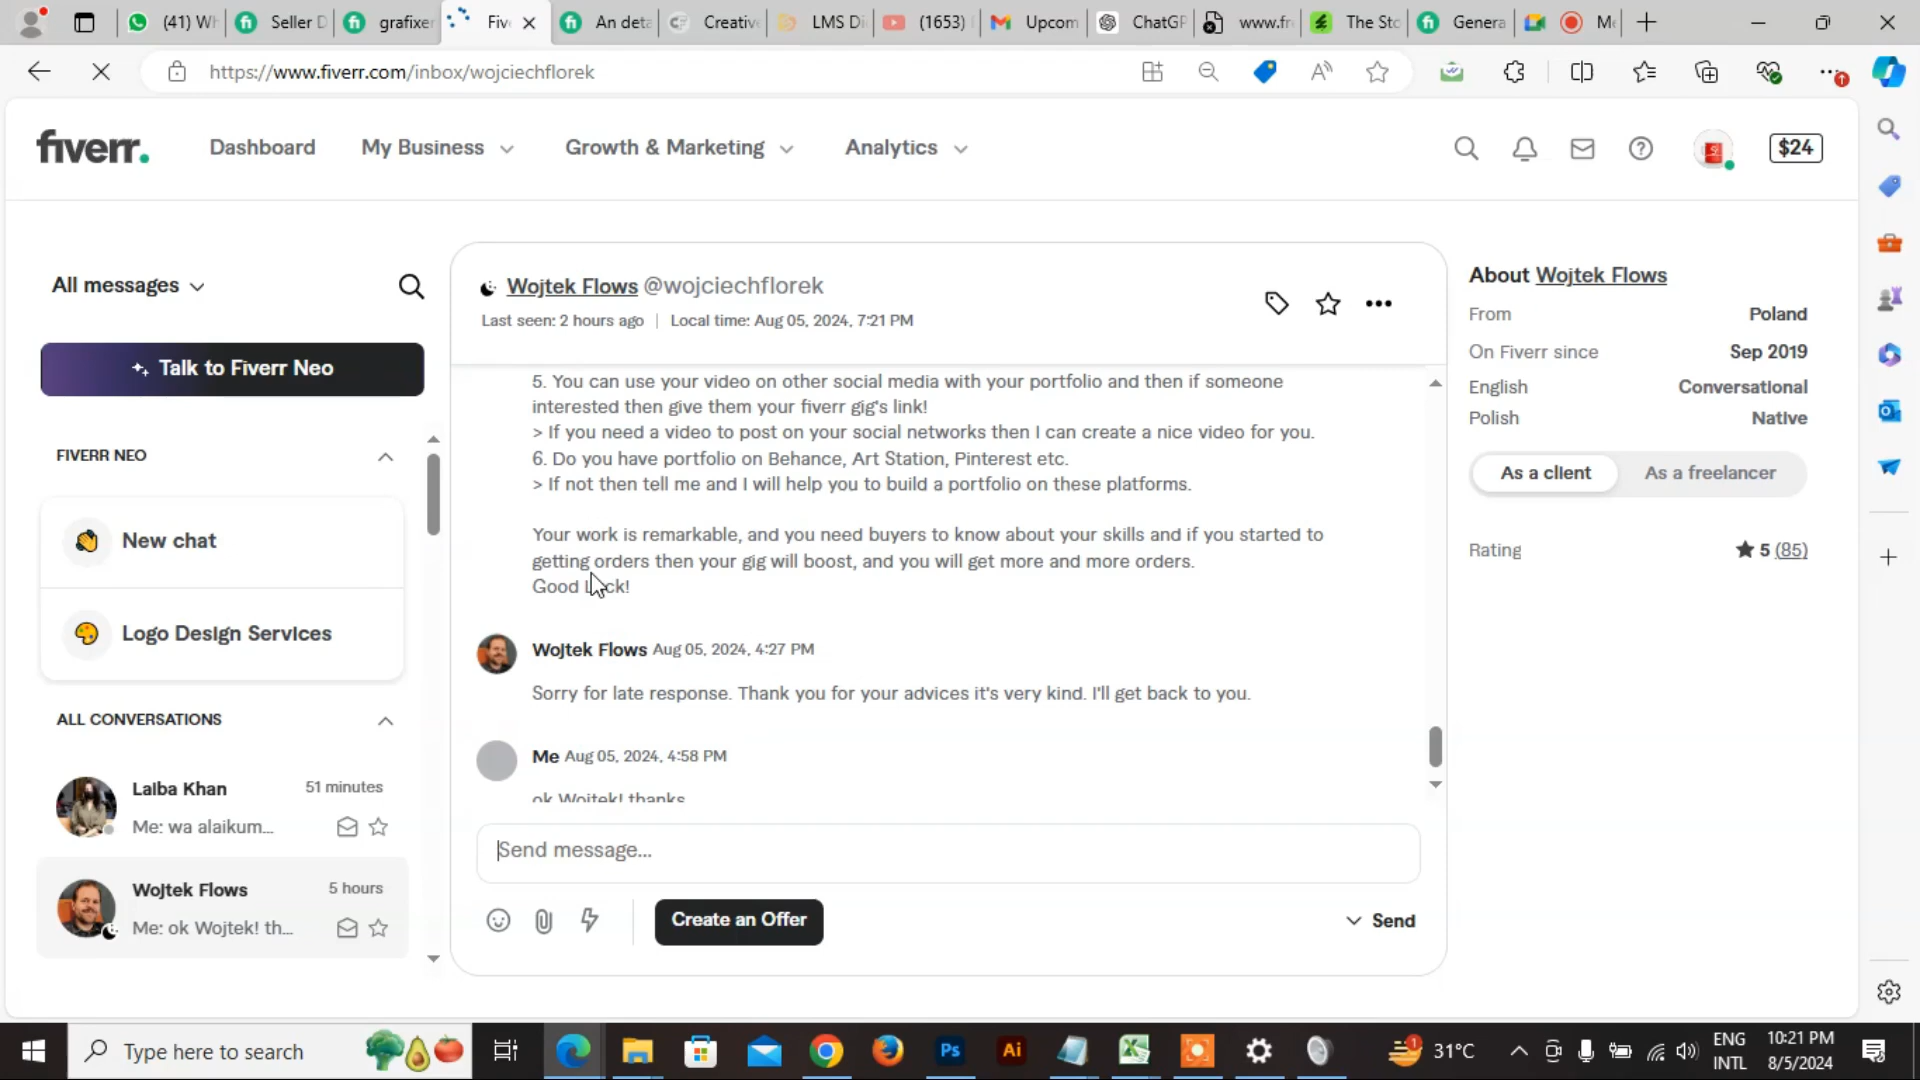 (41) Wh
Seller D
grafixer
Five
An deta
Creative
LMS Di
(1653)
Upcom
ChatGP
www.fr
The Sto
Genera
Me
https://www.fiverr.com/inbox/wojciechflorek
fiverr.
Dashboard
My Business
Growth & Marketing
Analytics
$24
All messages
Talk to Fiverr Neo
FIVERR NEO
New chat
Logo Design Services
ALL CONVERSATIONS
Laiba Khan
51 minutes
Me: wa alaikum...
Wojtek Flows
5 hours
Me: ok Wojtek! th...
Wojtek Flows @wojciechflorek
Last seen: 2 hours ago | Local time: Aug 05, 2024, 7:21 PM
5. You can use your video on other social media with your portfolio and then if someone
interested then give them your fiverr gig's link!
> If you need a video to post on your social networks then I can create a nice video for you.
6. Do you have portfolio on Behance, Art Station, Pinterest etc.
> If not then tell me and I will help you to build a portfolio on these platforms.
Your work is remarkable, and you need buyers to know about your skills and if you started to
getting orders then your gig will boost, and you will get more and more orders.
Good Luck!
Wojtek Flows Aug 05, 2024, 4:27 PM
Sorry for late response. Thank you for your advices it's very kind. I'll get back to you.
Me Aug 05, 2024, 4:58 PM
ok Wojtek! thanks
Send message...
Create an Offer
Send
About Wojtek Flows
From Poland
On Fiverr since Sep 2019
English Conversational
Polish Native
As a client
As a freelancer
Rating 5 (85)
Type here to search
Ps
Ai
31°C
ENG
INTL
10:21 PM
8/5/2024